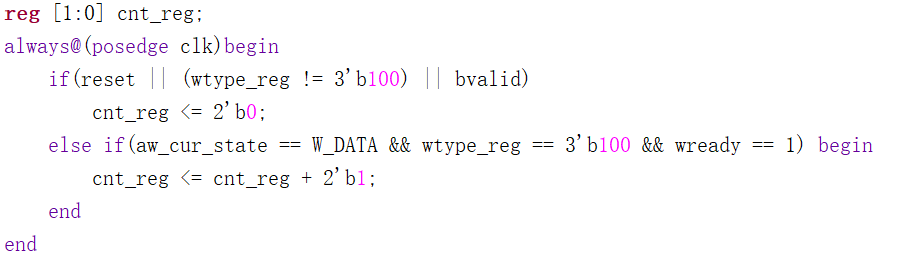 reg [1:0] cnt_reg;
always@(posedge clk)begin
    if(reset || (wtype_reg != 3'b100) || bvalid)
        cnt_reg <= 2'b0;
    else if(aw_cur_state == W_DATA && wtype_reg == 3'b100 && wready == 1) begin
        cnt_reg <= cnt_reg + 2'b1;
    end
end